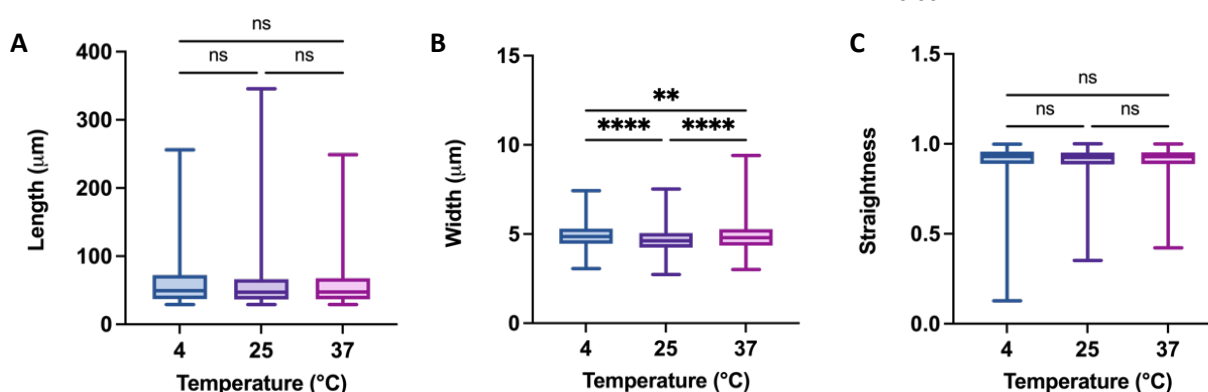 A
Length (μm)
400
300
200
100
0
ns
ns
ns
4
25
37
Temperature (°C)
B
Width (μm)
15
10
5
0
**
****
****
4
25
37
Temperature (°C)
C
Straightness
1.5
1.0
0.5
0.0
ns
ns
ns
4
25
37
Temperature (°C)